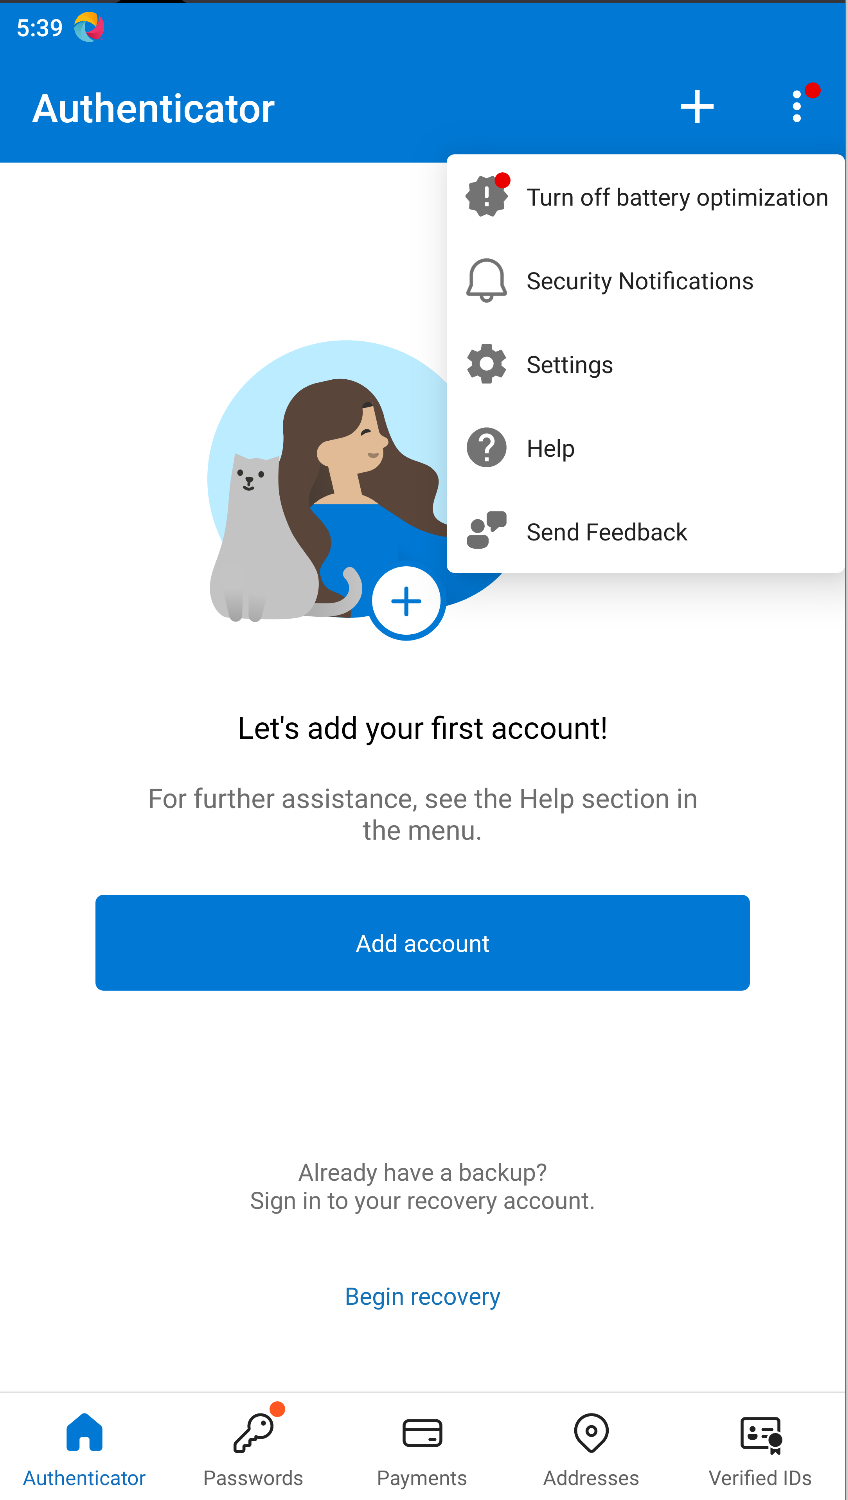 5:39
Authenticator
Turn off battery optimization
Security Notifications
Settings
Help
Send Feedback
Let's add your first account!
For further assistance, see the Help section in
the menu.
Add account
Already have a backup?
Sign in to your recovery account.
Begin recovery
Authenticator
Passwords
Payments
Addresses
Verified IDs